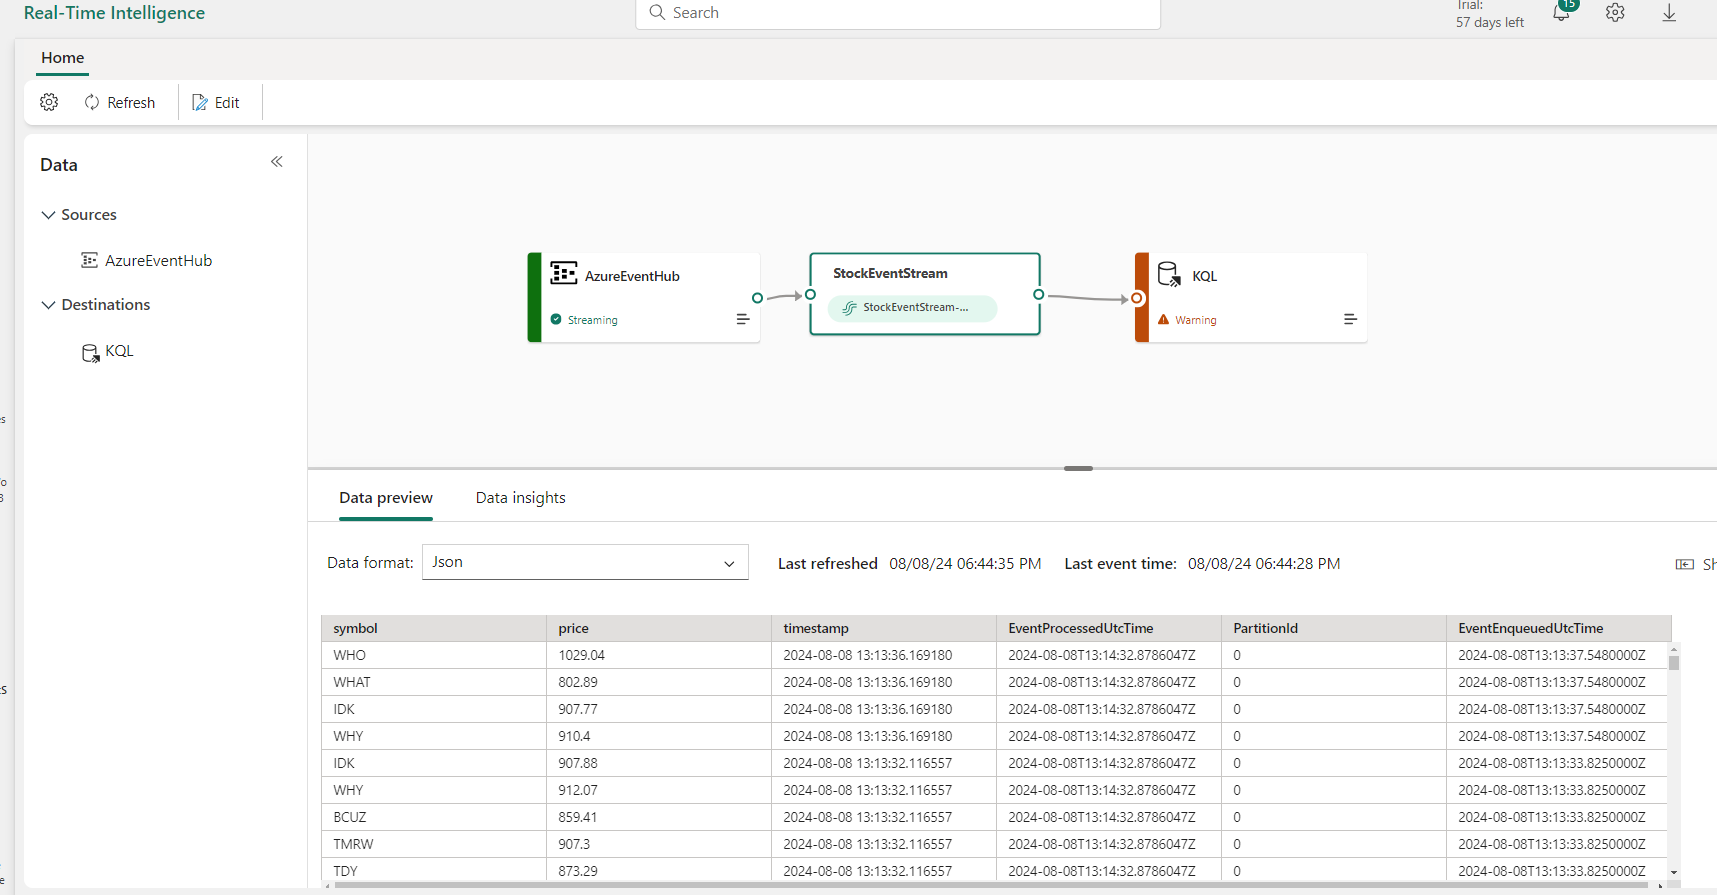 Real-Time Intelligence
Search
Trial:
57 days left
15
Home
Refresh
Edit
Data
Sources
AzureEventHub
Destinations
KQL
AzureEventHub
Streaming
StockEventStream
StockEventStream-...
KQL
Warning
Data preview
Data insights
Data format:
Json
Last refreshed 08/08/24 06:44:35 PM
Last event time: 08/08/24 06:44:28 PM
symbol price timestamp EventProcessedUtcTime PartitionId EventEnqueuedUtcTime
WHO 1029.04 2024-08-08 13:13:36.169180 2024-08-08T13:14:32.8786047Z 0 2024-08-08T13:13:37.5480000Z
WHAT 802.89 2024-08-08 13:13:36.169180 2024-08-08T13:14:32.8786047Z 0 2024-08-08T13:13:37.5480000Z
IDK 907.77 2024-08-08 13:13:36.169180 2024-08-08T13:14:32.8786047Z 0 2024-08-08T13:13:37.5480000Z
WHY 910.4 2024-08-08 13:13:36.169180 2024-08-08T13:14:32.8786047Z 0 2024-08-08T13:13:37.5480000Z
IDK 907.88 2024-08-08 13:13:32.116557 2024-08-08T13:14:32.8786047Z 0 2024-08-08T13:13:33.8250000Z
WHY 912.07 2024-08-08 13:13:32.116557 2024-08-08T13:14:32.8786047Z 0 2024-08-08T13:13:33.8250000Z
BCUZ 859.41 2024-08-08 13:13:32.116557 2024-08-08T13:14:32.8786047Z 0 2024-08-08T13:13:33.8250000Z
TMRW 907.3 2024-08-08 13:13:32.116557 2024-08-08T13:14:32.8786047Z 0 2024-08-08T13:13:33.8250000Z
TDY 873.29 2024-08-08 13:13:32.116557 2024-08-08T13:14:32.8786047Z 0 2024-08-08T13:13:33.8250000Z